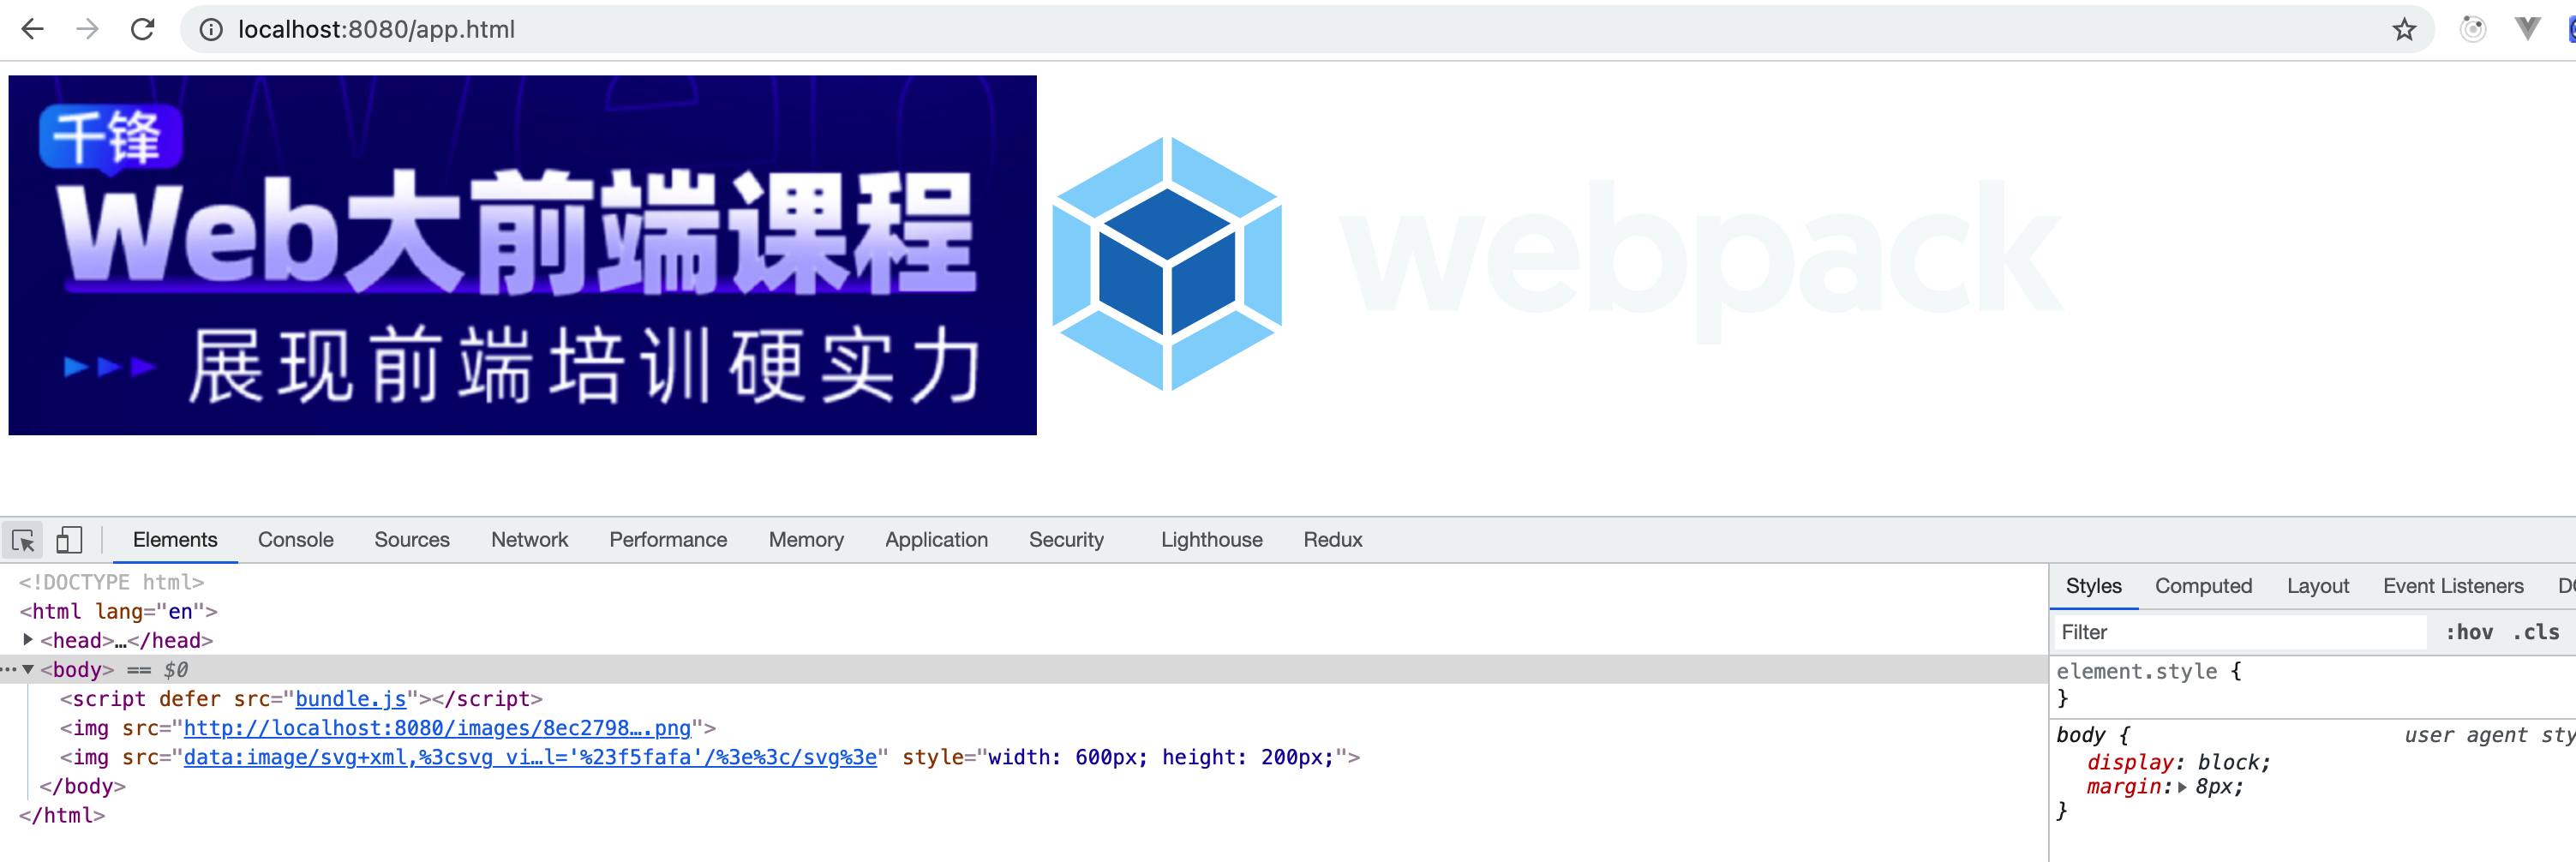 localhost:8080/app.html
千锋
Web大前端课程
展现前端培训硬实力
webpack
Elements Console Sources Network Performance Memory Application Security Lighthouse Redux
<!DOCTYPE html>
<html lang="en">
<head>…</head>
<body> == $0
<script defer src="bundle.js"></script>
<img src="http://localhost:8080/images/8ec2798….png">
<img src="data:image/svg+xml,%3csvg vi…l='%23f5fafa'/%3e%3c/svg%3e" style="width: 600px; height: 200px;">
</body>
</html>
Styles Computed Layout Event Listeners
Filter :hov .cls
element.style {
}
body { user agent sty
display: block;
margin: 8px;
}